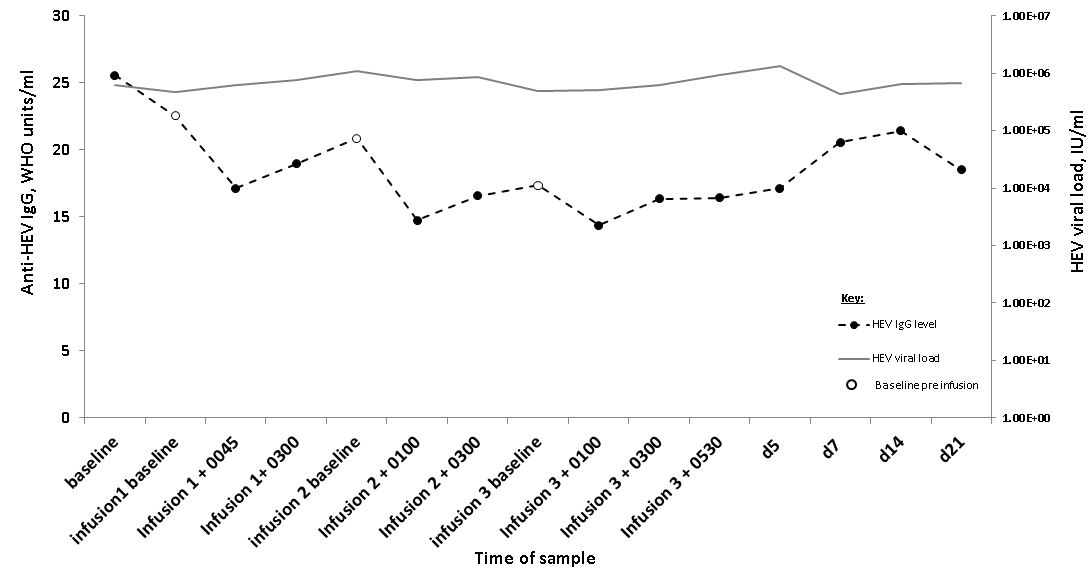 30
25
20
15
10
5
0
Anti-HEV IgG, WHO units/ml
1.00E+07
1.00E+06
1.00E+05
1.00E+04
1.00E+03
1.00E+02
1.00E+01
1.00E+00
HEV viral load, IU/ml
Key:
HEV IgG level
HEV viral load
Baseline pre infusion
baseline
infusion1 baseline
Infusion 1 + 0045
Infusion 1+ 0300
infusion 2 baseline
Infusion 2 + 0100
Infusion 2 + 0300
infusion 3 baseline
Infusion 3 + 0100
Infusion 3 + 0300
Infusion 3 + 0530
d5
d7
d14
d21
Time of sample